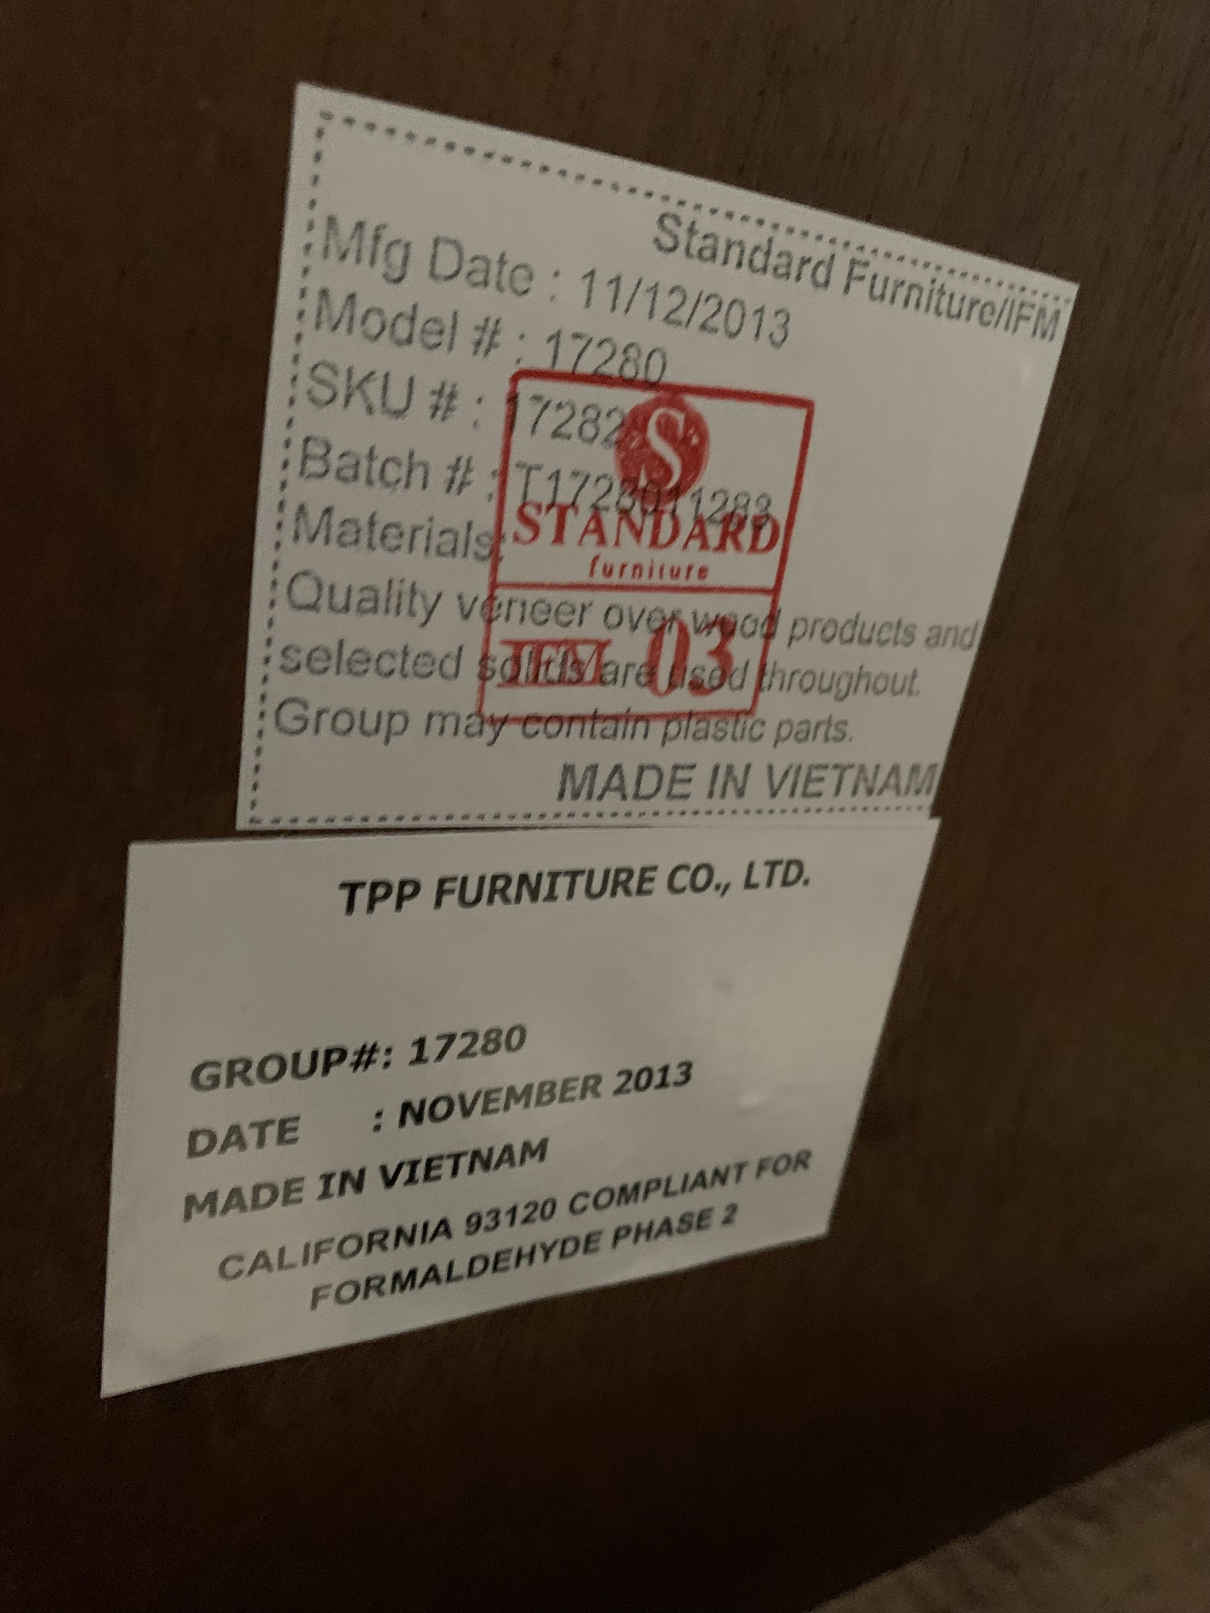 Standard Furniture/IFM
Mfg Date : 11/12/2013
Model # : 17280
SKU # : 17282
Batch # : T1728011283
Materials:
Quality veneer over wood products and
selected solids/are used throughout.
Group may contain plastic parts.
MADE IN VIETNAM
S
STANDARD
furniture
IFM 03
TPP FURNITURE CO., LTD.
GROUP#: 17280
DATE : NOVEMBER 2013
MADE IN VIETNAM
CALIFORNIA 93120 COMPLIANT FOR
FORMALDEHYDE PHASE 2